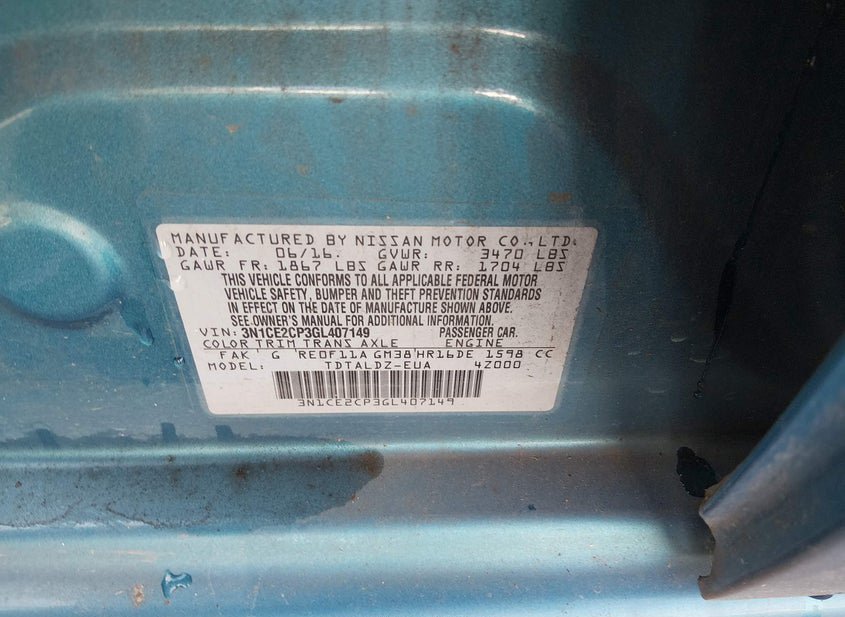 MANUFACTURED BY NISSAN MOTOR CO., LTD.
DATE: 06/16. GVWR: 3470 LBS
GAWR FR: 1867 LBS GAWR RR: 1704 LBS
THIS VEHICLE CONFORMS TO ALL APPLICABLE FEDERAL MOTOR
VEHICLE SAFETY, BUMPER AND THEFT PREVENTION STANDARDS
IN EFFECT ON THE DATE OF MANUFACTURE SHOWN ABOVE.
SEE OWNER'S MANUAL FOR ADDITIONAL INFORMATION.
VIN: 3N1CE2CP3GL407149 PASSENGER CAR.
COLOR TRIM TRANS AXLE ENGINE
FAK G RE0F11A GM38 HR16DE 1598 CC
MODEL: TDTALDZ-EUA 4Z000
3N1CE2CP3GL407149